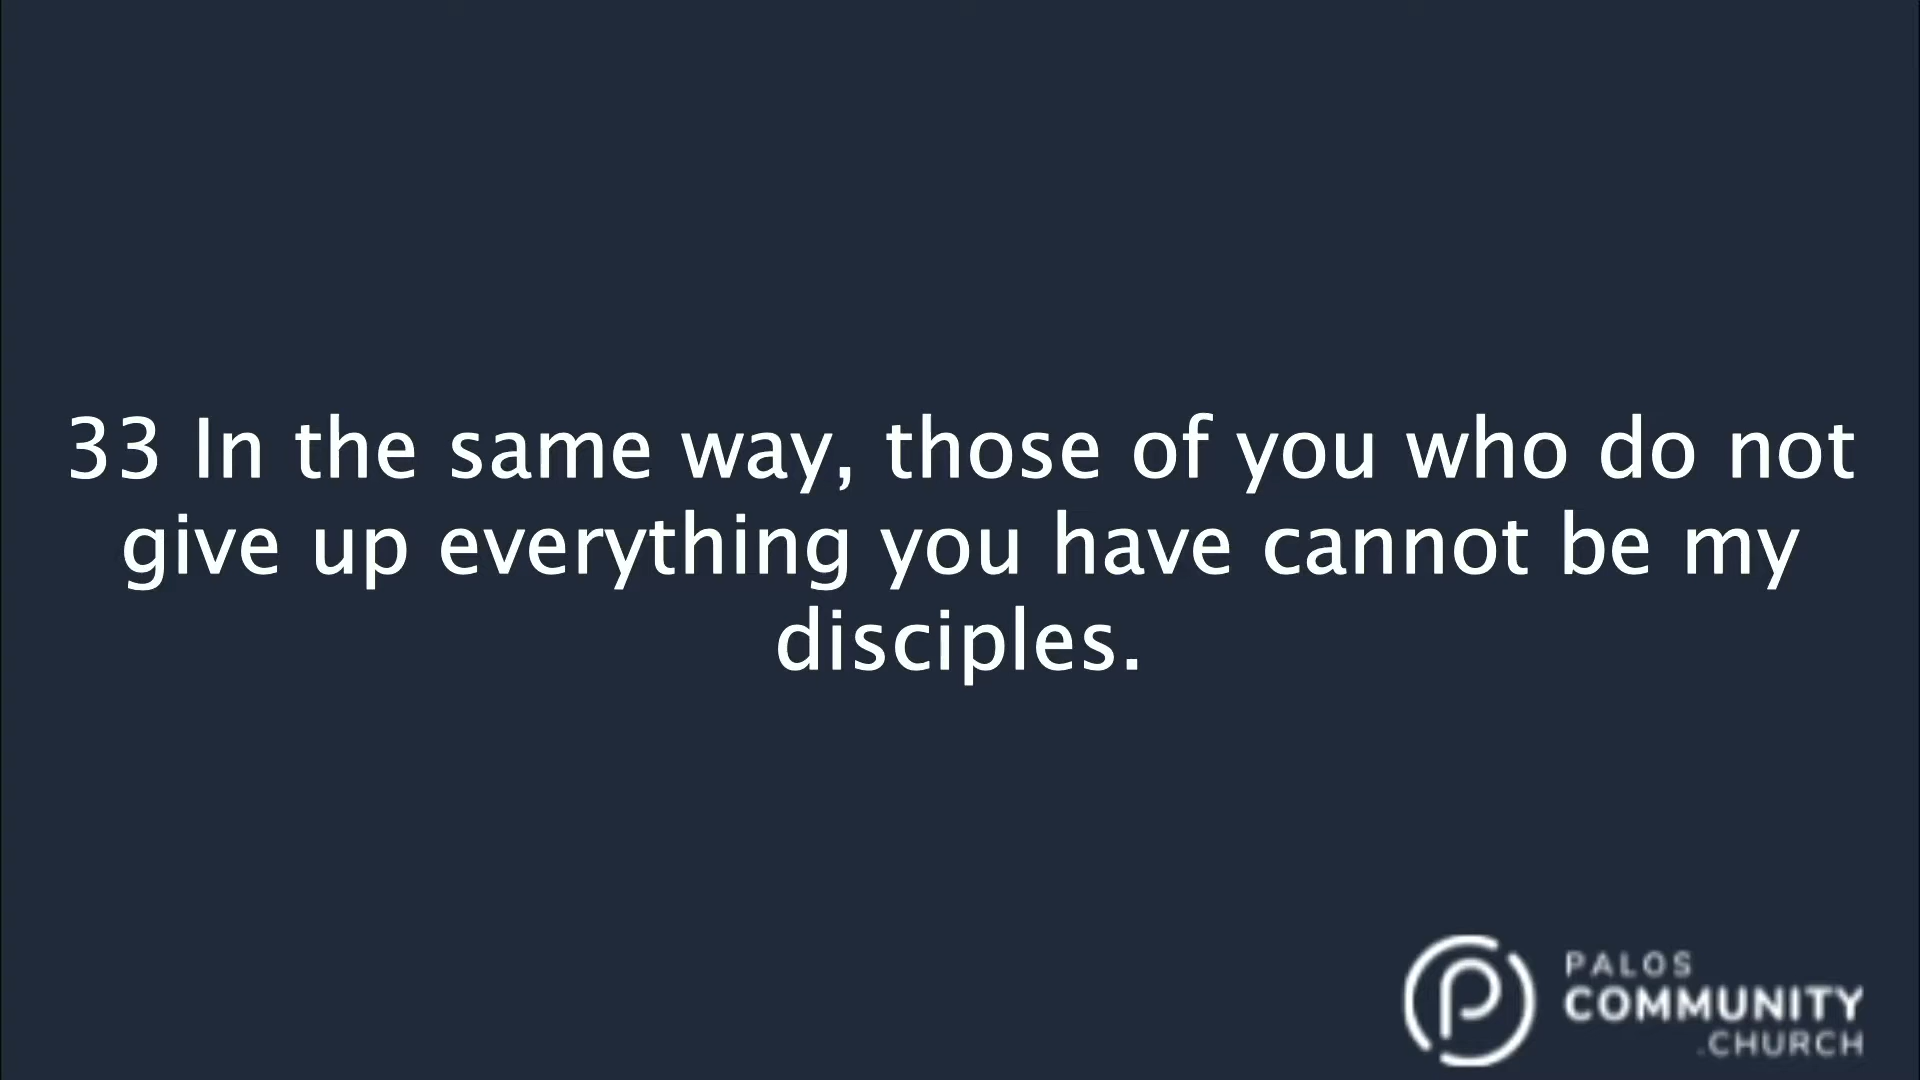 33 In the same way, those of you who do not
give up everything you have cannot be my
disciples.
PALOS
COMMUNITY
.CHURCH